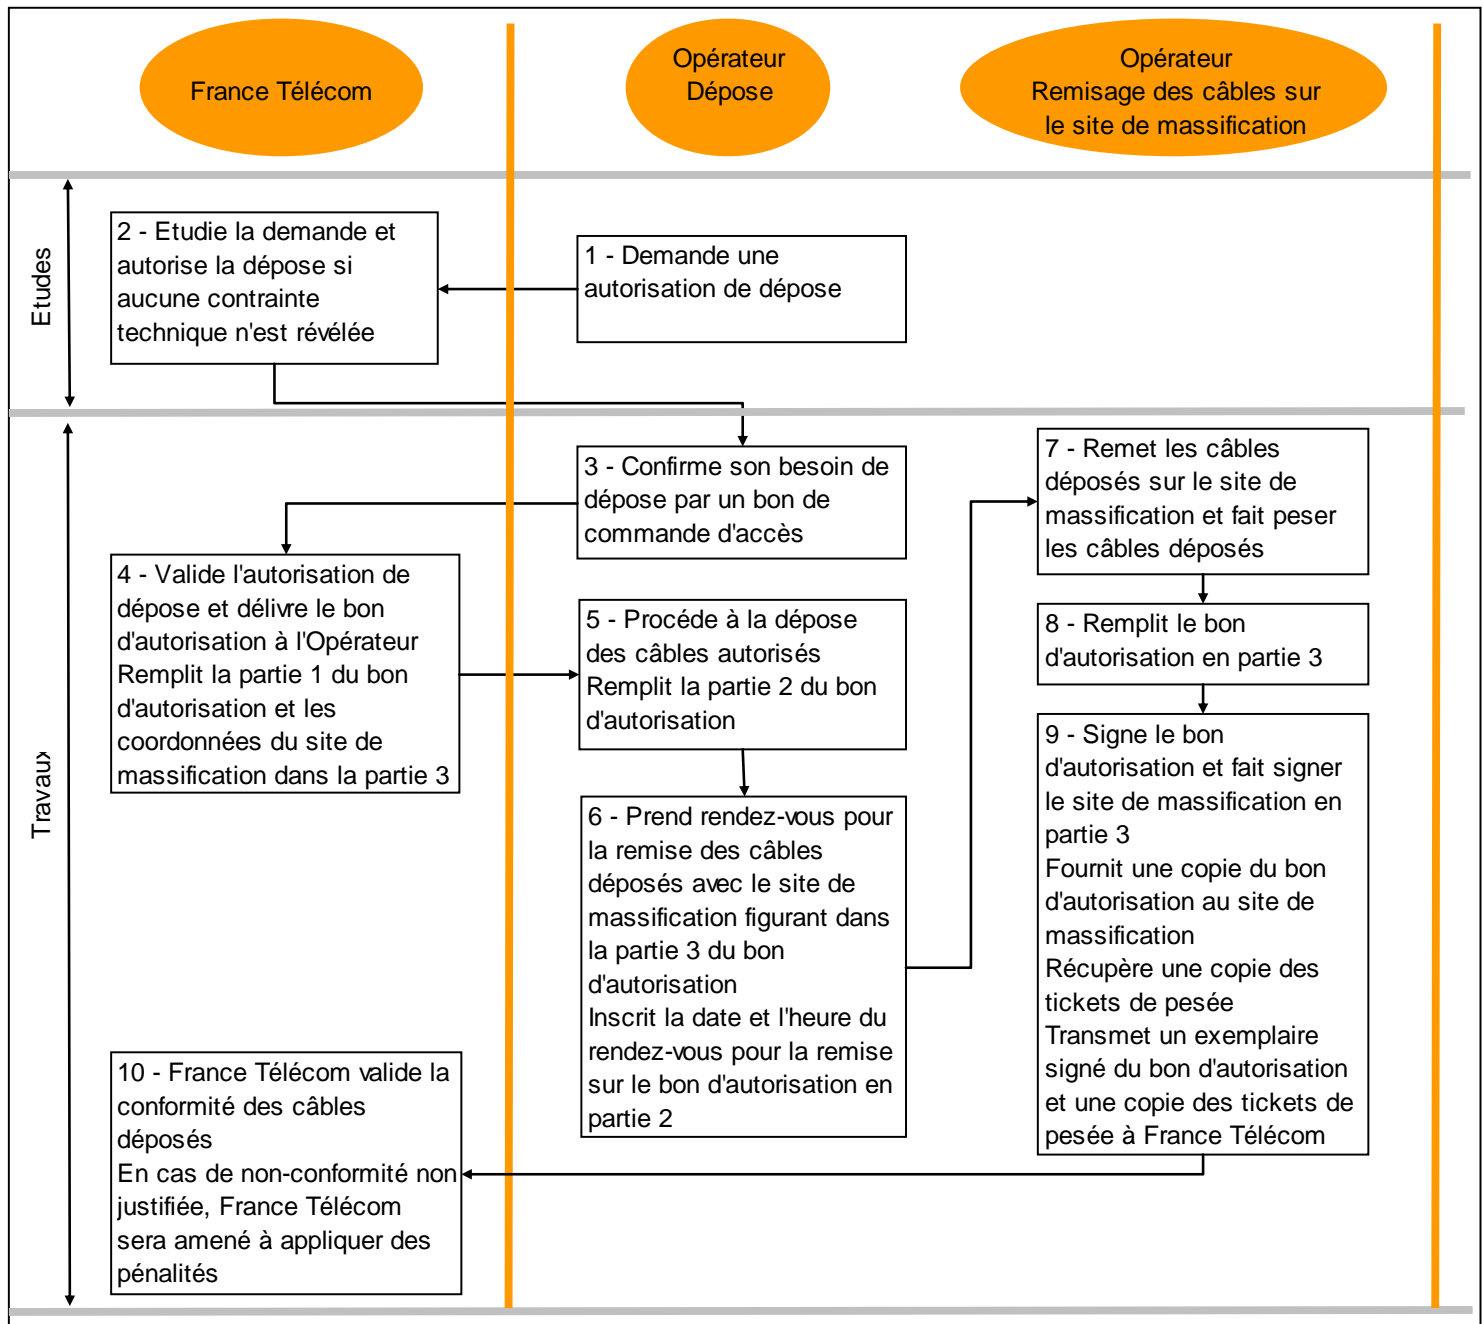 France Télécom
Opérateur
Dépose
Opérateur
Remisage des câbles sur
le site de massification
Etudes
2 - Etudie la demande et
autorise la dépose si
aucune contrainte
technique n'est révélée
1 - Demande une
autorisation de dépose
Travaux
3 - Confirme son besoin de
dépose par un bon de
commande d'accès
4 - Valide l'autorisation de
dépose et délivre le bon
d'autorisation à l'Opérateur
Remplit la partie 1 du bon
d'autorisation et les
coordonnées du site de
massification dans la partie 3
5 - Procéde à la dépose
des câbles autorisés
Remplit la partie 2 du bon
d'autorisation
6 - Prend rendez-vous pour
la remise des câbles
déposés avec le site de
massification figurant dans
la partie 3 du bon
d'autorisation
Inscrit la date et l'heure du
rendez-vous pour la remise
sur le bon d'autorisation en
partie 2
7 - Remet les câbles
déposés sur le site de
massification et fait peser
les câbles déposés
8 - Remplit le bon
d'autorisation en partie 3
9 - Signe le bon
d'autorisation et fait signer
le site de massification en
partie 3
Fournit une copie du bon
d'autorisation au site de
massification
Récupère une copie des
tickets de pesée
Transmet un exemplaire
signé du bon d'autorisation
et une copie des tickets de
pesée à France Télécom
10 - France Télécom valide la
conformité des câbles
déposés
En cas de non-conformité non
justifiée, France Télécom
sera amené à appliquer des
pénalités